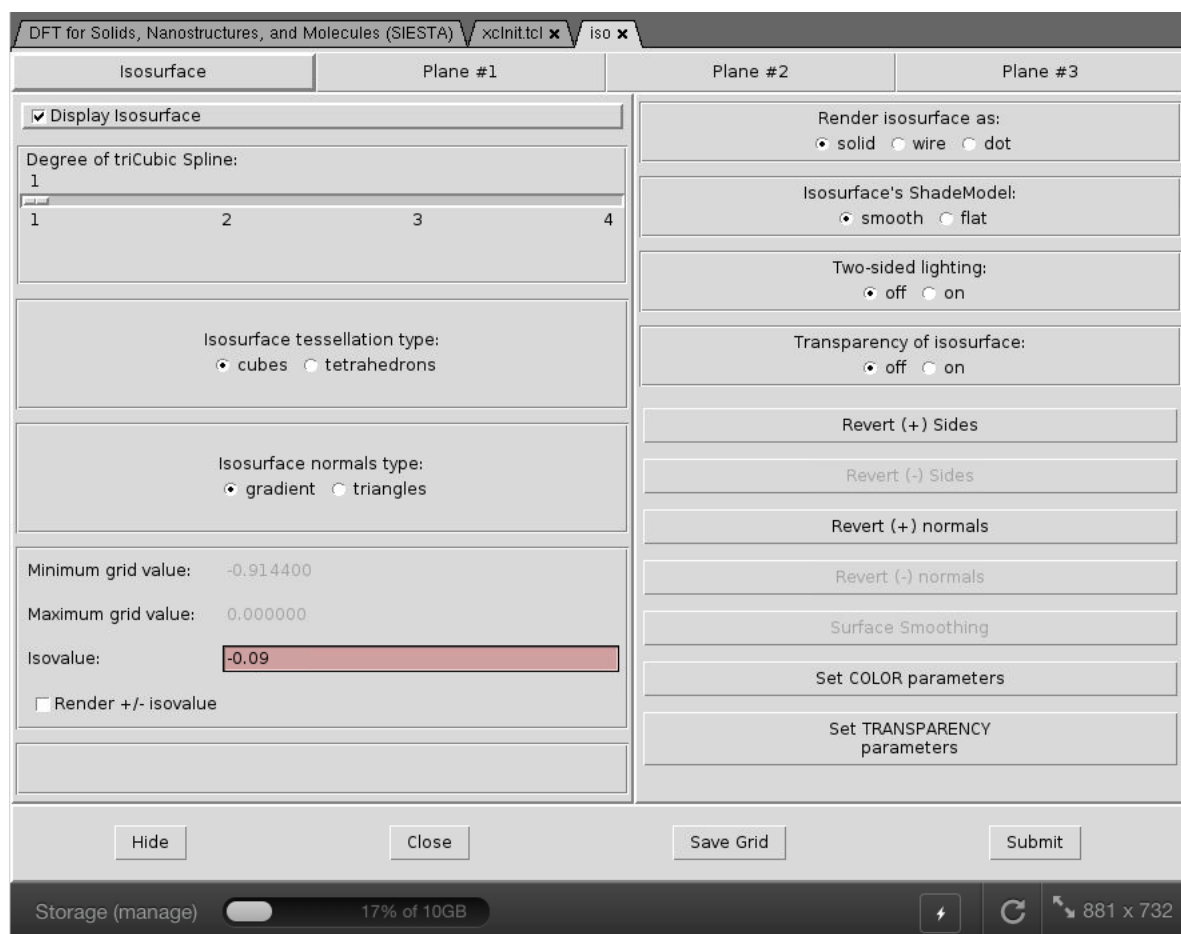 DFT for Solids, Nanostructures, and Molecules (SIESTA)
xcInit.tcl x
iso x
Isosurface
Plane #1
Plane #2
Plane #3
Display Isosurface
Degree of triCubic Spline:
1
1 2 3 4
Isosurface tessellation type:
cubes tetrahedrons
Isosurface normals type:
gradient triangles
Minimum grid value: -0.914400
Maximum grid value: 0.000000
Isovalue: -0.09
Render +/- isovalue
Render isosurface as:
solid wire dot
Isosurface's ShadeModel:
smooth flat
Two-sided lighting:
off on
Transparency of isosurface:
off on
Revert (+) Sides
Revert (-) Sides
Revert (+) normals
Revert (-) normals
Surface Smoothing
Set COLOR parameters
Set TRANSPARENCY
parameters
Hide
Close
Save Grid
Submit
Storage (manage)
17% of 10GB
881 x 732